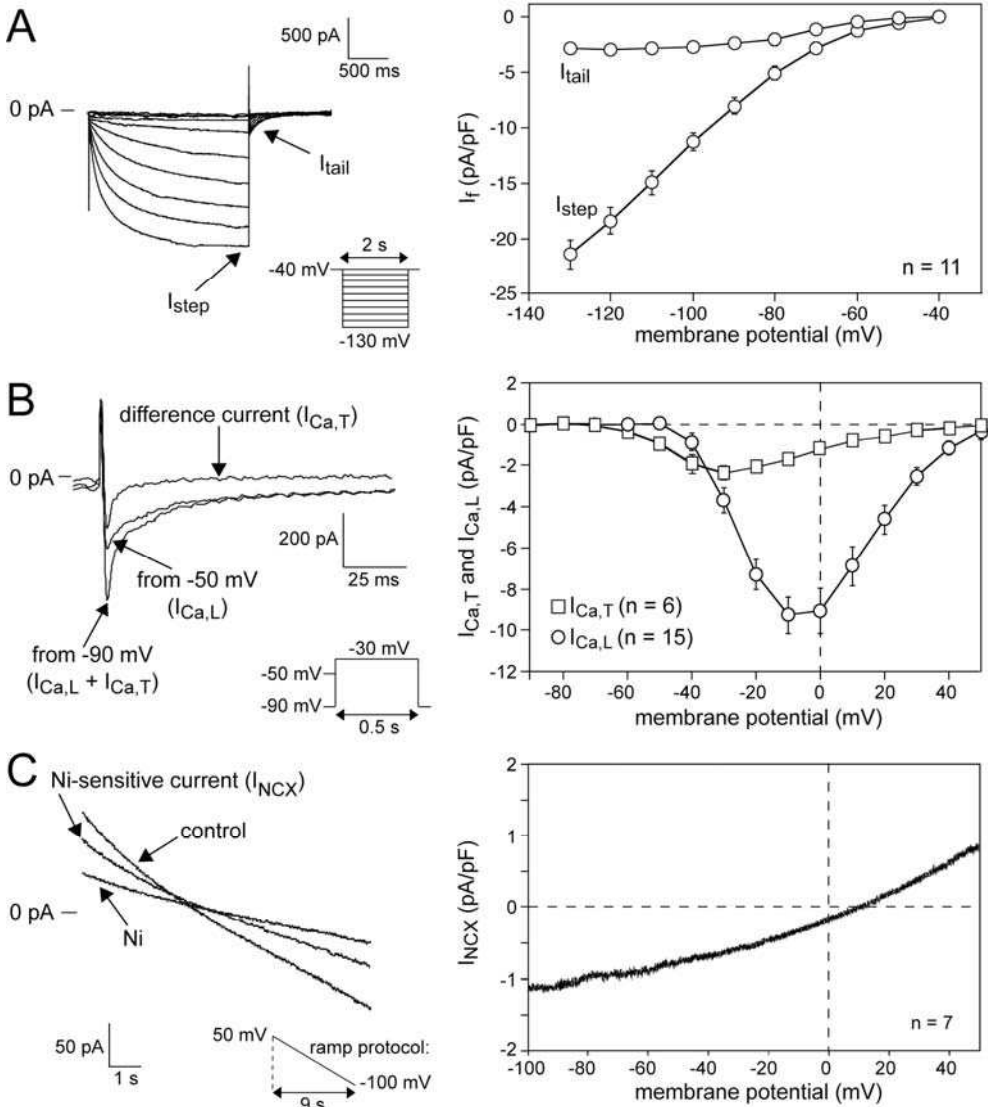 A
500 pA
500 ms
0 pA
I_tail
I_step
2 s
-40 mV
-130 mV
0
-5
-10
-15
-20
-25
I_f (pA/pF)
I_tail
I_step
n = 11
-140 -120 -100 -80 -60 -40
membrane potential (mV)
B
difference current (I_Ca,T)
0 pA
200 pA
25 ms
from -50 mV
(I_Ca,L)
from -90 mV
(I_Ca,L + I_Ca,T)
-30 mV
-50 mV
-90 mV
0.5 s
2
0
-2
-4
-6
-8
-10
-12
I_Ca,T and I_Ca,L (pA/pF)
I_Ca,T (n = 6)
I_Ca,L (n = 15)
-80 -60 -40 -20 0 20 40
membrane potential (mV)
C
Ni-sensitive current (I_NCX)
control
0 pA
Ni
50 pA
1 s
50 mV
ramp protocol:
-100 mV
9 s
2
1
0
-1
-2
I_NCX (pA/pF)
n = 7
-100 -80 -60 -40 -20 0 20 40
membrane potential (mV)